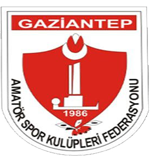 GAZİANTEP
1986
AMATÖR SPOR KULÜPLERİ FEDERASYONU